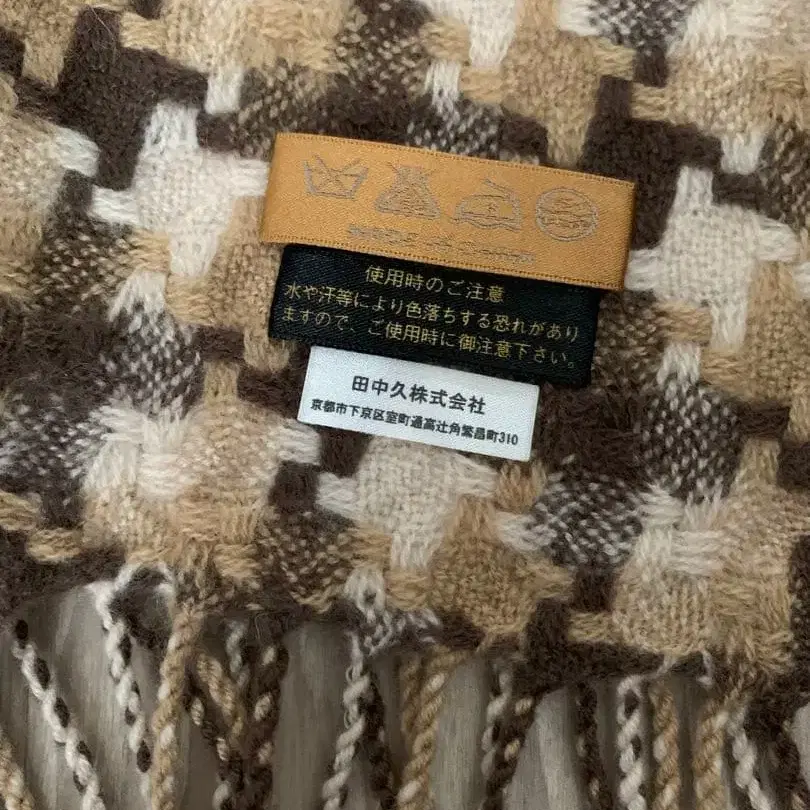 使用時のご注意
水や汗等により色落ちする恐れがあり
ますので、ご使用時に御注意下さい。
田中久株式会社
京都市下京区室町通高辻角繁昌町310